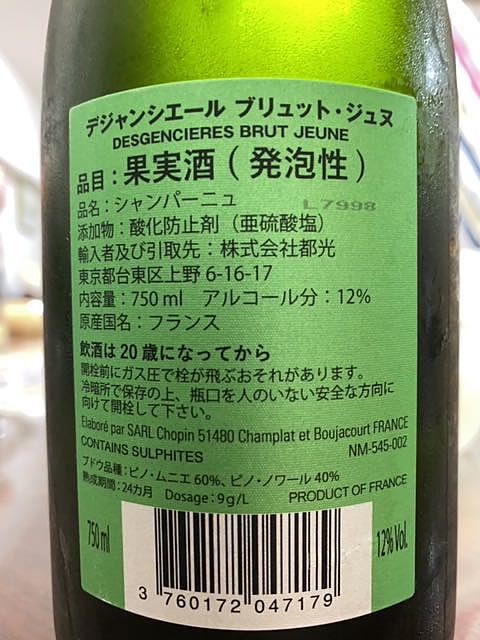 デジャンシエール ブリュット・ジュヌ
DESGENCIERES BRUT JEUNE
品目：果実酒（発泡性）
品名：シャンパーニュ L7998
添加物：酸化防止剤（亜硫酸塩）
輸入者及び引取先：株式会社都光
東京都台東区上野 6-16-17
内容量：750 ml アルコール分：12%
原産国名：フランス
飲酒は20歳になってから
開栓前にガス圧で栓が飛ぶおそれがあります。
冷暗所で保存の上、瓶口を人のいない安全な方向に
向けて開栓して下さい。
Elaboré par SARL Chopin 51480 Champlat et Boujacourt FRANCE
CONTAINS SULPHITES NM-545-002
ブドウ品種：ピノ・ムニエ 60%、ピノ・ノワール 40%
熟成期間：24カ月 Dosage：9g/L PRODUCT OF FRANCE
750 ml 12% Vol.
3 760172 047179